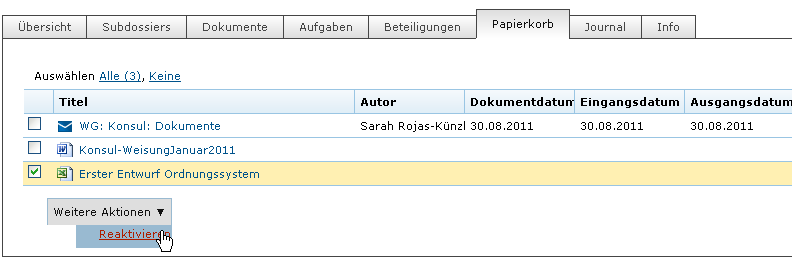 Übersicht Subdossiers Dokumente Aufgaben Beteiligungen Papierkorb Journal Info
Auswählen Alle (3), Keine
Titel Autor Dokumentdatum Eingangsdatum Ausgangsdatum
WG: Konsul: Dokumente Sarah Rojas-Künzl 30.08.2011 30.08.2011 30.08.2011
Konsul-WeisungJanuar2011
Erster Entwurf Ordnungssystem
Weitere Aktionen ▼
Reaktivieren